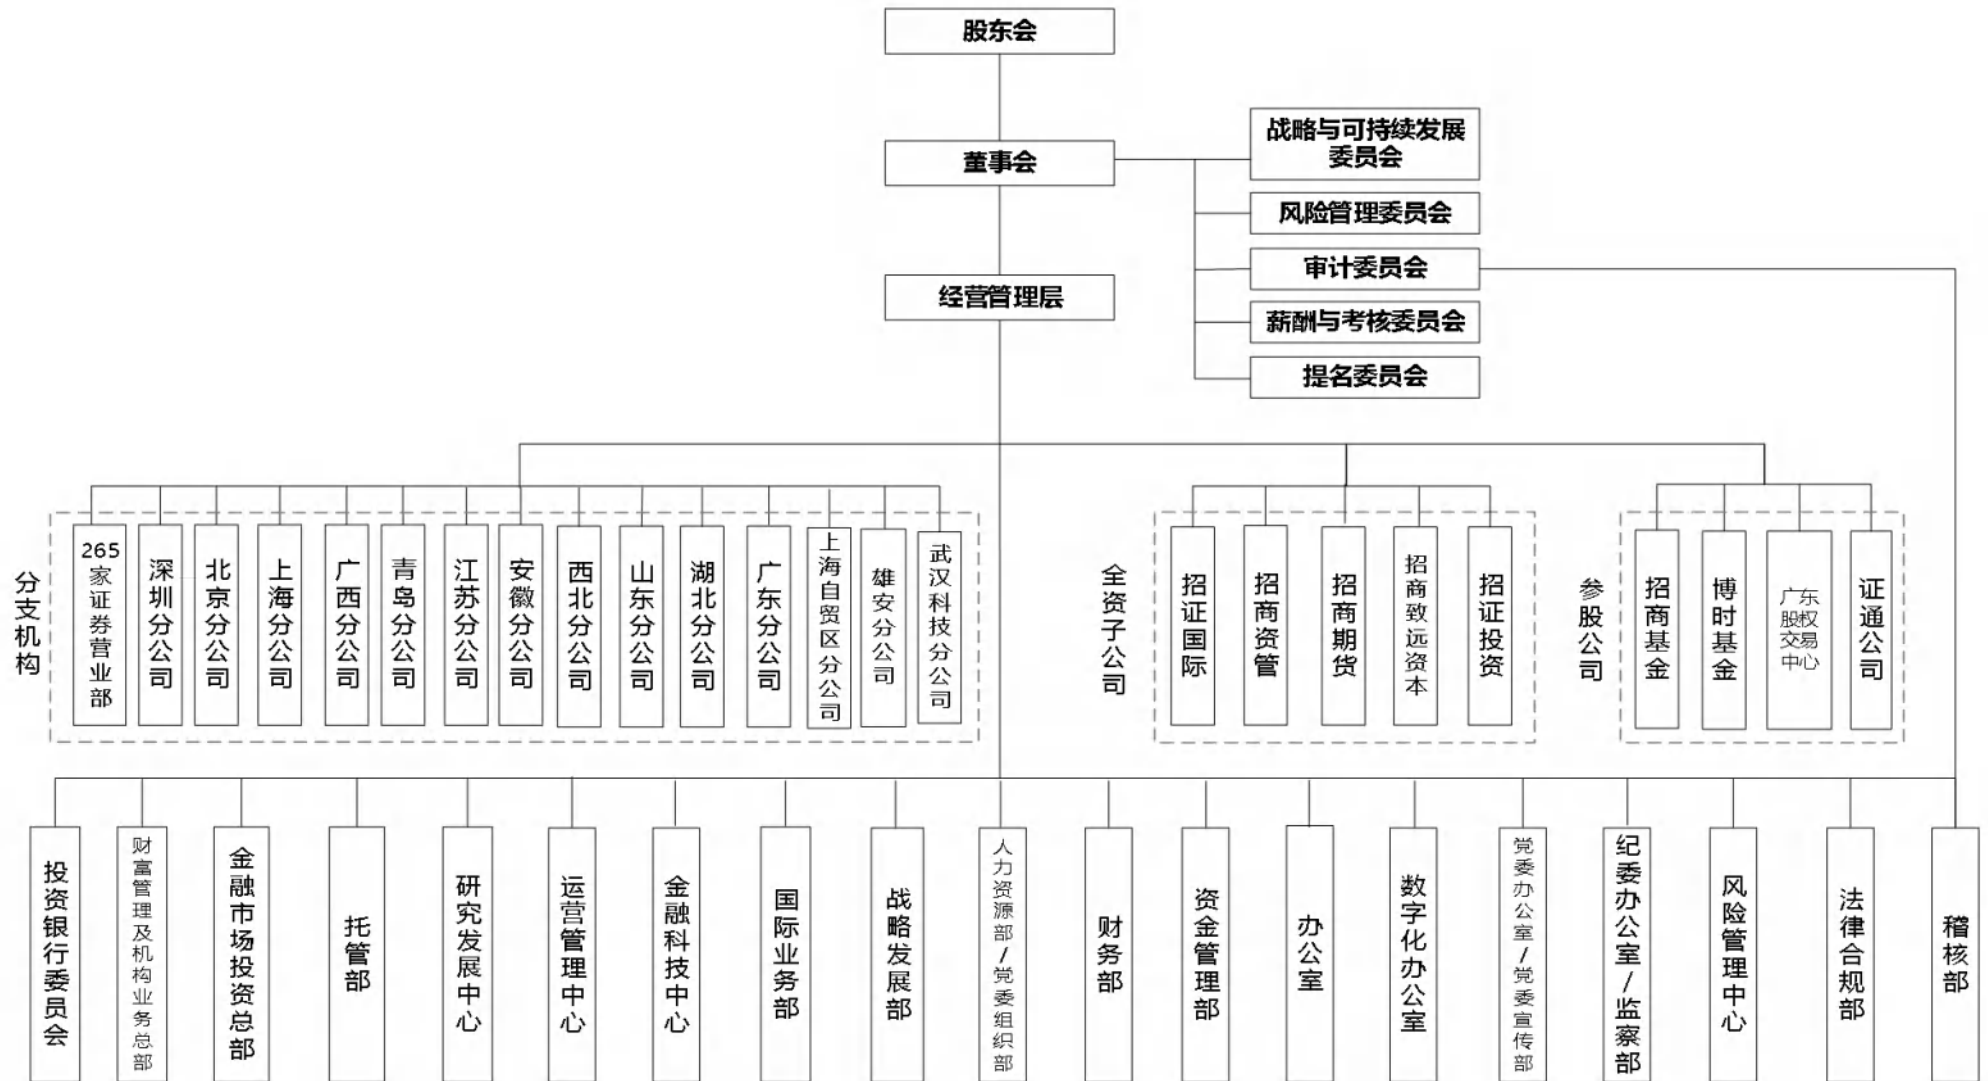 股东会
董事会
战略与可持续发展
委员会
风险管理委员会
审计委员会
经营管理层
薪酬与考核委员会
提名委员会
分支机构
265
家证券营业部
深圳分公司
北京分公司
上海分公司
广西分公司
青岛分公司
江苏分公司
安徽分公司
西北分公司
山东分公司
湖北分公司
广东分公司
上海自贸区分公司
雄安分公司
武汉科技分公司
全资子公司
招证国际
招商资管
招商期货
招商致远资本
招证投资
参股公司
招商基金
博时基金
广东
股权
交易
中心
证通公司
投资银行委员会
财富管理及机构业务总部
金融市场投资总部
托管部
研究发展中心
运营管理中心
金融科技中心
国际业务部
战略发展部
人力资源部/党委组织部
财务部
资金管理部
办公室
数字化办公室
党委办公室/党委宣传部
纪委办公室/监察部
风险管理中心
法律合规部
稽核部